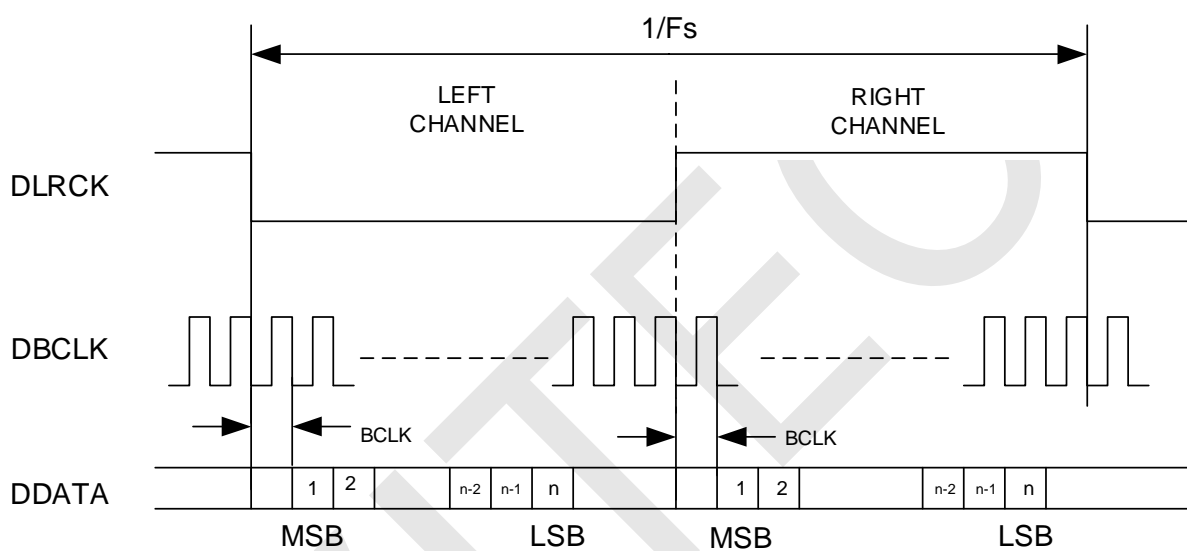 1/Fs
LEFT
CHANNEL
RIGHT
CHANNEL
DLRCK
DBCLK
BCLK
BCLK
DDATA
1 2 n-2 n-1 n 1 2 n-2 n-1 n
MSB LSB MSB LSB